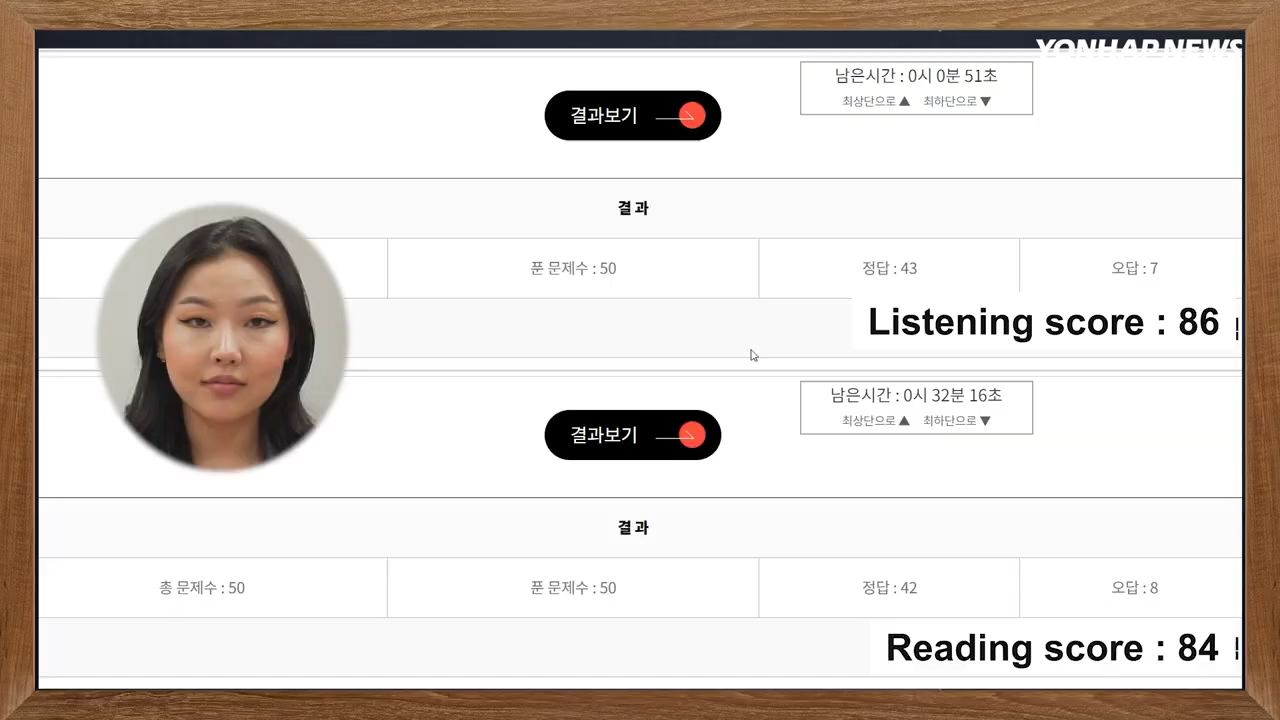 YONHAP NEWS
남은시간 : 0시 0분 51초
최상단으로▲ 최하단으로▼
결과보기
결과
푼 문제수 : 50
정답 : 43
오답 : 7
Listening score : 86
남은시간 : 0시 32분 16초
최상단으로▲ 최하단으로▼
결과보기
결과
총 문제수 : 50
푼 문제수 : 50
정답 : 42
오답 : 8
Reading score : 84